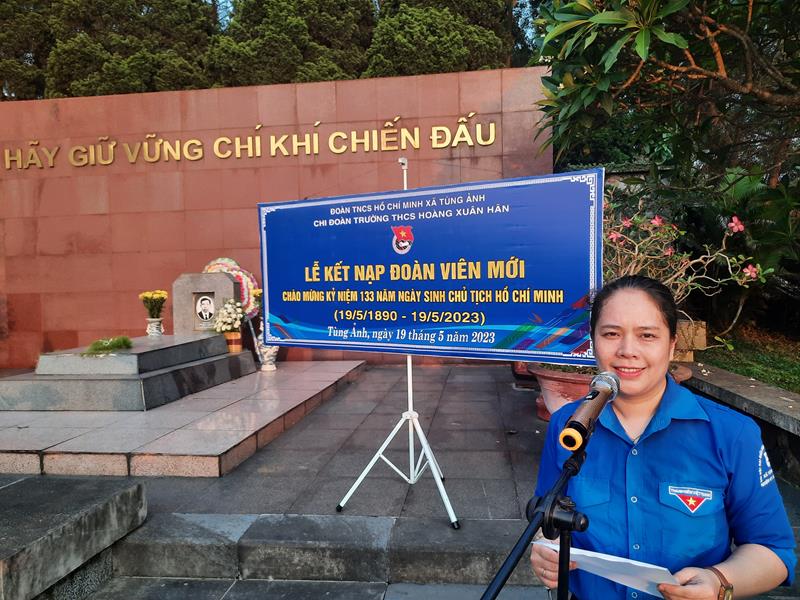 HÃY GIỮ VỮNG CHÍ KHÍ CHIẾN ĐẤU
ĐOÀN TNCS HỒ CHÍ MINH XÃ TÙNG ẢNH
CHI ĐOÀN TRƯỜNG THCS HOÀNG XUÂN HÃN
LỄ KẾT NẠP ĐOÀN VIÊN MỚI
CHÀO MỪNG KỶ NIỆM 133 NĂM NGÀY SINH CHỦ TỊCH HỒ CHÍ MINH
(19/5/1890 - 19/5/2023)
Tùng Ảnh, ngày 19 tháng 5 năm 2023